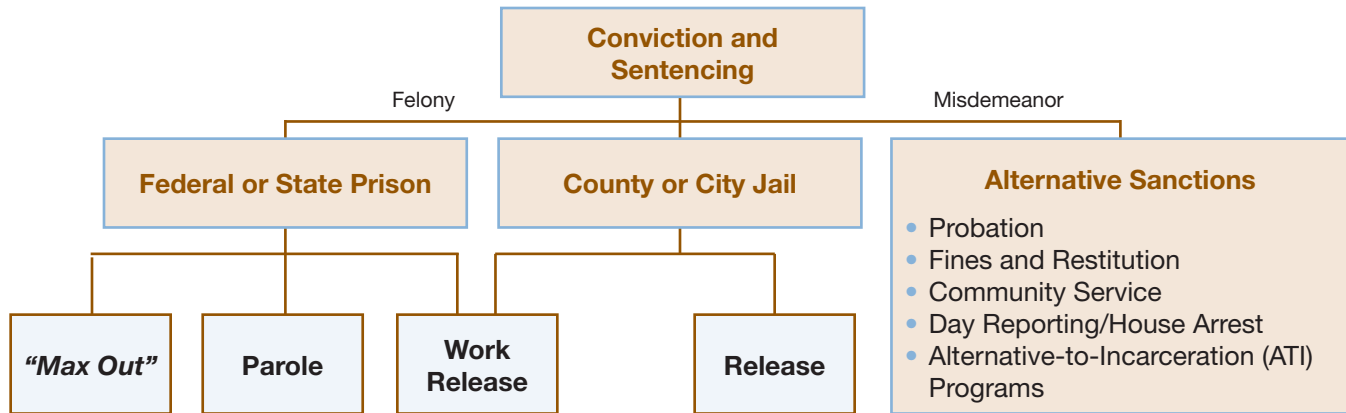 Conviction and
Sentencing
Felony
Misdemeanor
Federal or State Prison
County or City Jail
Alternative Sanctions
• Probation
• Fines and Restitution
• Community Service
• Day Reporting/House Arrest
• Alternative-to-Incarceration (ATI)
Programs
“Max Out”
Parole
Work
Release
Release